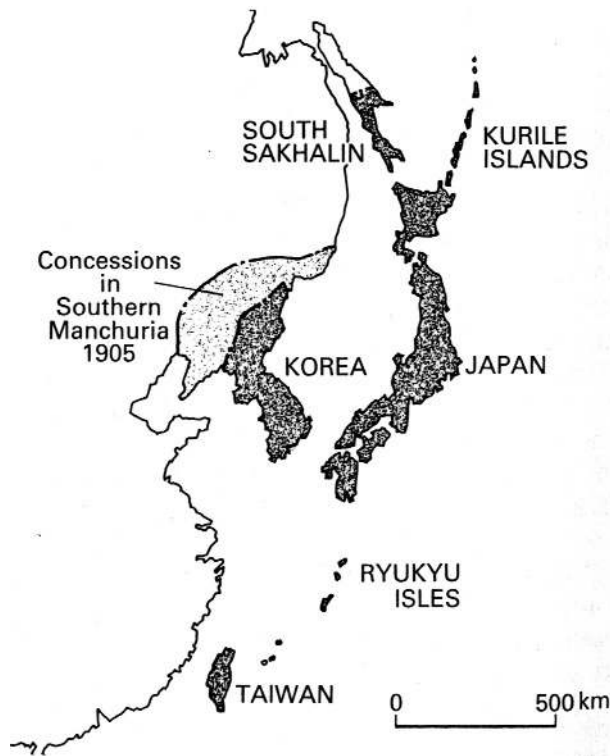 SOUTH
SAKHALIN
KURILE
ISLANDS
Concessions
in
Southern
Manchuria
1905
KOREA
JAPAN
RYUKYU
ISLES
TAIWAN
0 500 km